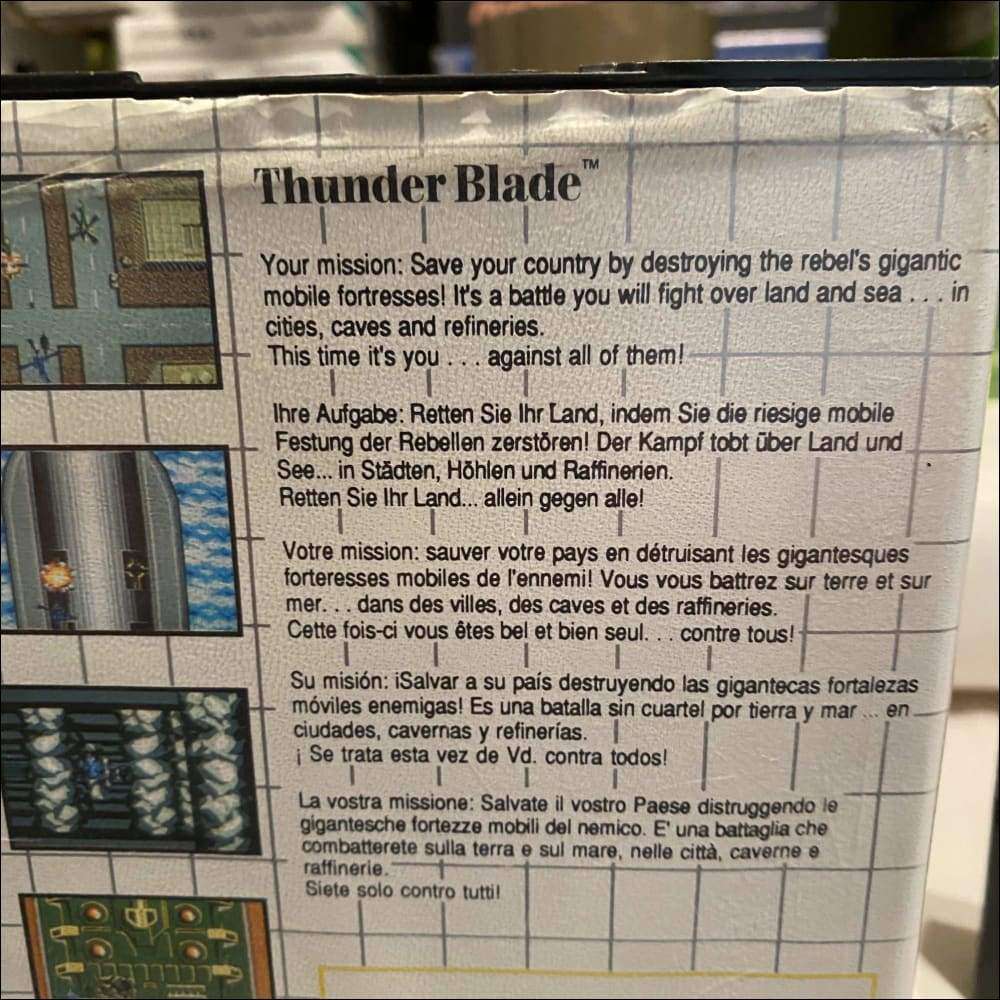 Thunder Blade™
Your mission: Save your country by destroying the rebel's gigantic
mobile fortresses! It's a battle you will fight over land and sea . . . in
cities, caves and refineries.
This time it's you . . . against all of them!
Ihre Aufgabe: Retten Sie Ihr Land, indem Sie die riesige mobile
Festung der Rebellen zerstören! Der Kampf tobt über Land und
See... in Städten, Höhlen und Raffinerien.
Retten Sie Ihr Land... allein gegen alle!
Votre mission: sauver votre pays en détruisant les gigantesques
forteresses mobiles de l'ennemi! Vous vous battrez sur terre et sur
mer. . . dans des villes, des caves et des raffineries.
Cette fois-ci vous êtes bel et bien seul. . . contre tous!
Su misión: ¡Salvar a su país destruyendo las gigantecas fortalezas
móviles enemigas! Es una batalla sin cuartel por tierra y mar ... en
ciudades, cavernas y refinerías.
¡ Se trata esta vez de Vd. contra todos!
La vostra missione: Salvate il vostro Paese distruggendo le
gigantesche fortezze mobili del nemico. E' una battaglia che
combatterete sulla terra e sul mare, nelle città, caverne e
raffinerie.
Siete solo contro tutti!